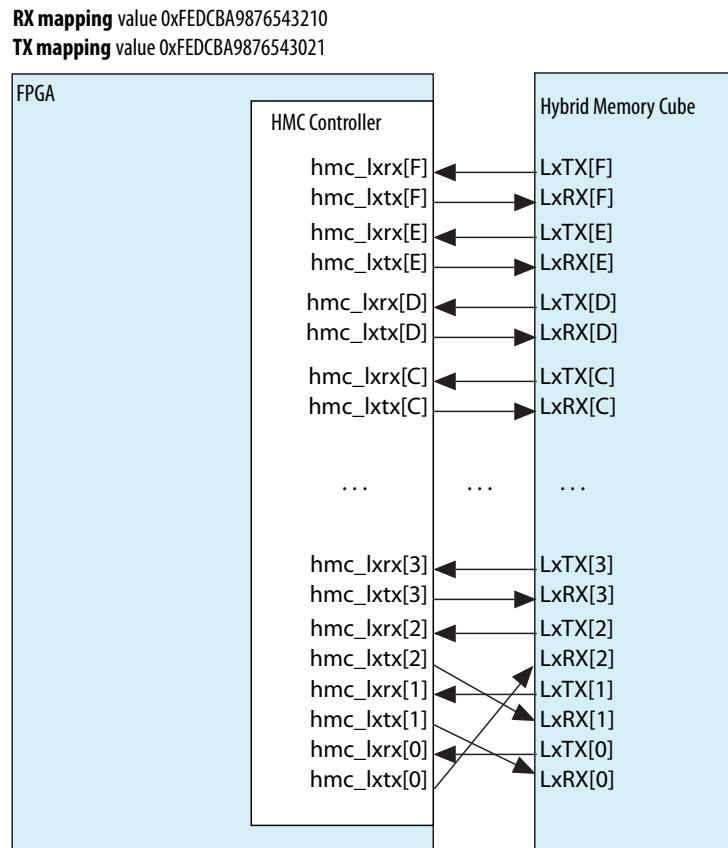 RX mapping value 0xFEDCBA9876543210
TX mapping value 0xFEDCBA9876543021
FPGA
HMC Controller
Hybrid Memory Cube
hmc_lxrx[F] LxTX[F]
hmc_lxtx[F] LxRX[F]
hmc_lxrx[E] LxTX[E]
hmc_lxtx[E] LxRX[E]
hmc_lxrx[D] LxTX[D]
hmc_lxtx[D] LxRX[D]
hmc_lxrx[C] LxTX[C]
hmc_lxtx[C] LxRX[C]
... ... ...
hmc_lxrx[3] LxTX[3]
hmc_lxtx[3] LxRX[3]
hmc_lxrx[2] LxTX[2]
hmc_lxtx[2] LxRX[2]
hmc_lxrx[1] LxTX[1]
hmc_lxtx[1] LxRX[1]
hmc_lxrx[0] LxTX[0]
hmc_lxtx[0] LxRX[0]